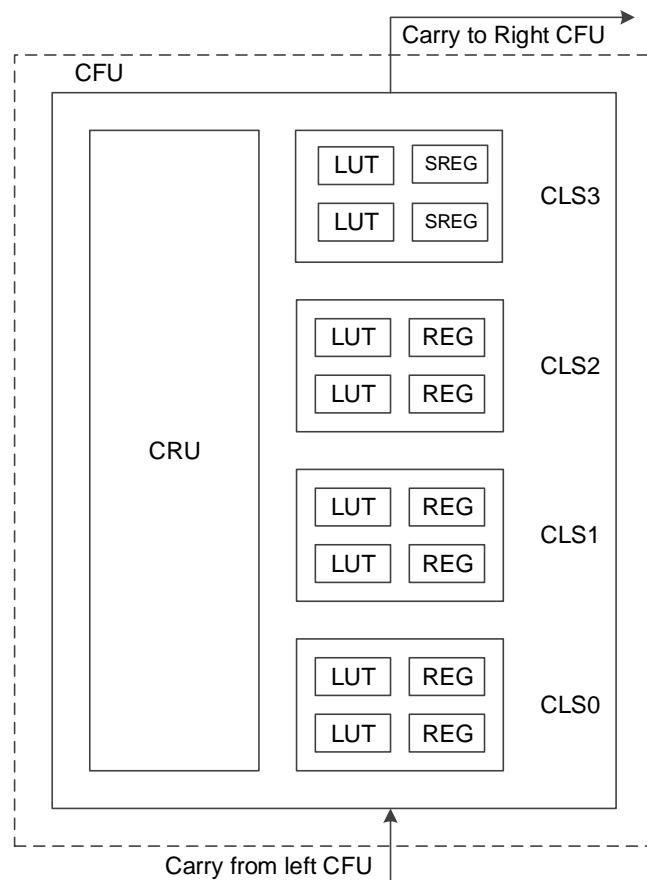 Carry to Right CFU
CFU
LUT SREG
CLS3
LUT SREG
LUT REG
CLS2
LUT REG
CRU
LUT REG
CLS1
LUT REG
LUT REG
CLS0
LUT REG
Carry from left CFU